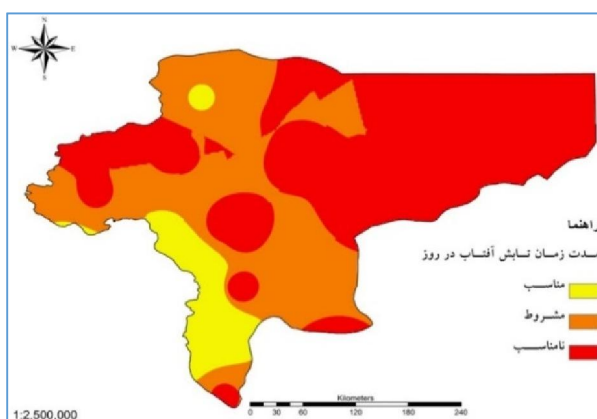 N
W E
S
راهنما
مدت زمان تابش آفتاب در روز
مناسب
مشروط
نامناسب
Kilometers
0 30 60 120 180 240
1:2.500.000